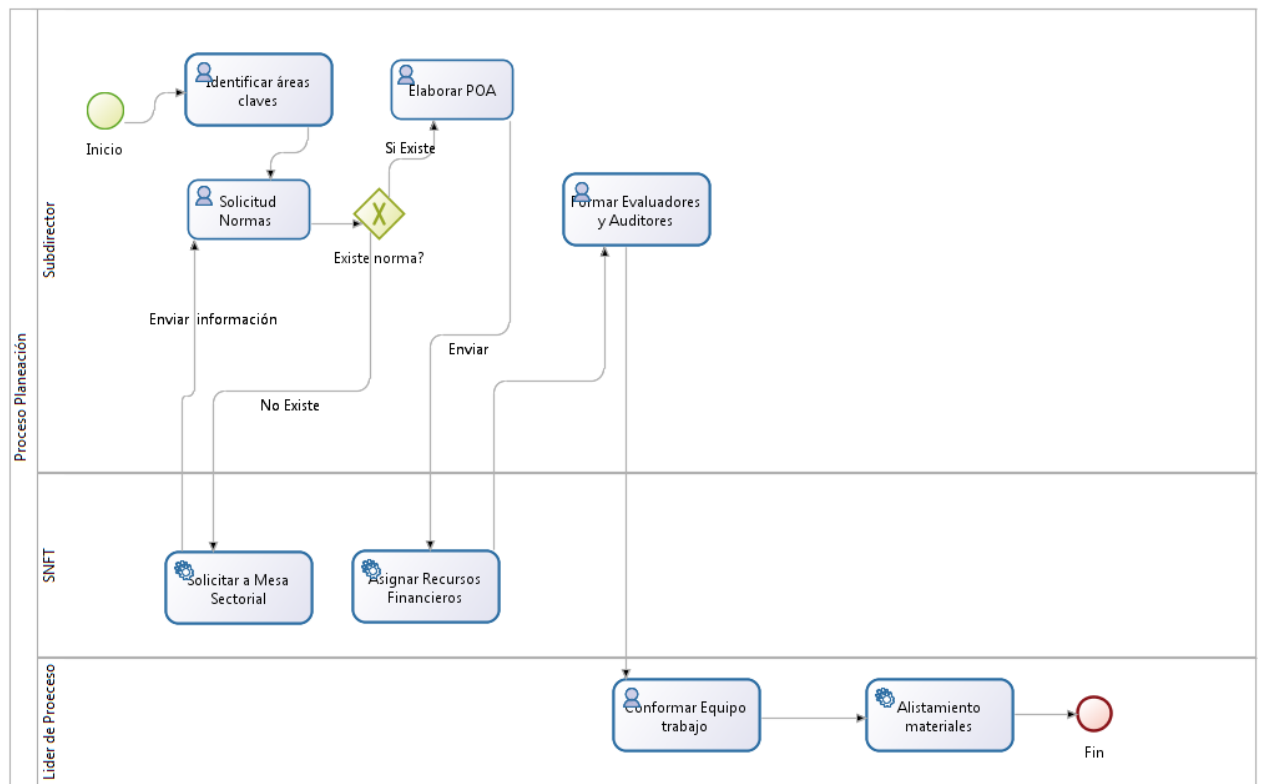 Proceso Planeación
Subdirector
Inicio
Identificar áreas
claves
Elaborar POA
Si Existe
Solicitud
Normas
Existe norma?
Formar Evaluadores
y Auditores
Enviar información
Enviar
No Existe
SNFT
Solicitar a Mesa
Sectorial
Asignar Recursos
Financieros
Lider de Proeceso
Conformar Equipo
trabajo
Alistamiento
materiales
Fin